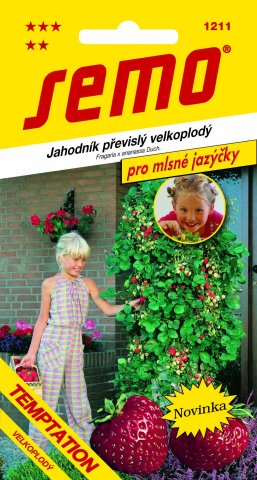 1211
semo®
Jahodník převislý velkoplodý
Fragaria x ananassa Duch.
pro mlsné jazýčky
Novinka
TEMPTATION
VELKOPLODÝ